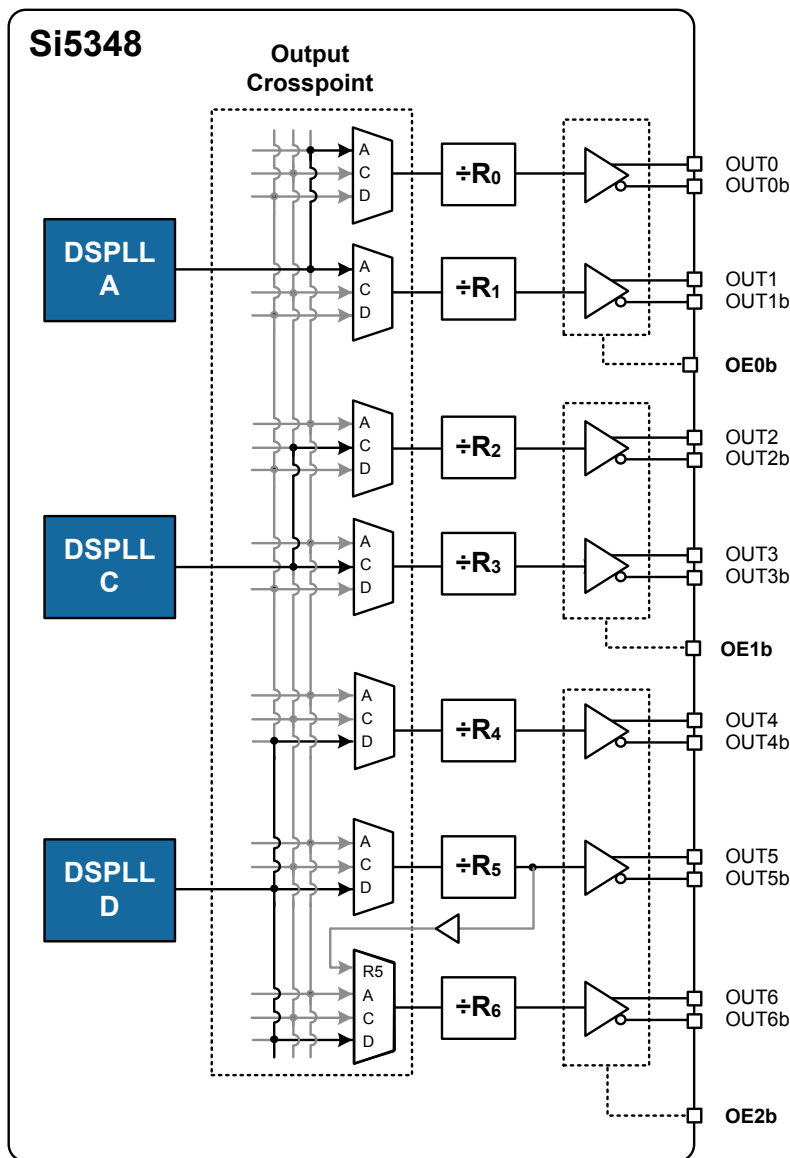 Si5348
Output
Crosspoint
A
C
D
÷R0
OUT0
OUT0b
DSPLL
A
A
C
D
÷R1
OUT1
OUT1b
OE0b
A
C
D
÷R2
OUT2
OUT2b
DSPLL
C
A
C
D
÷R3
OUT3
OUT3b
OE1b
A
C
D
÷R4
OUT4
OUT4b
DSPLL
D
A
C
D
÷R5
OUT5
OUT5b
R5
A
C
D
÷R6
OUT6
OUT6b
OE2b